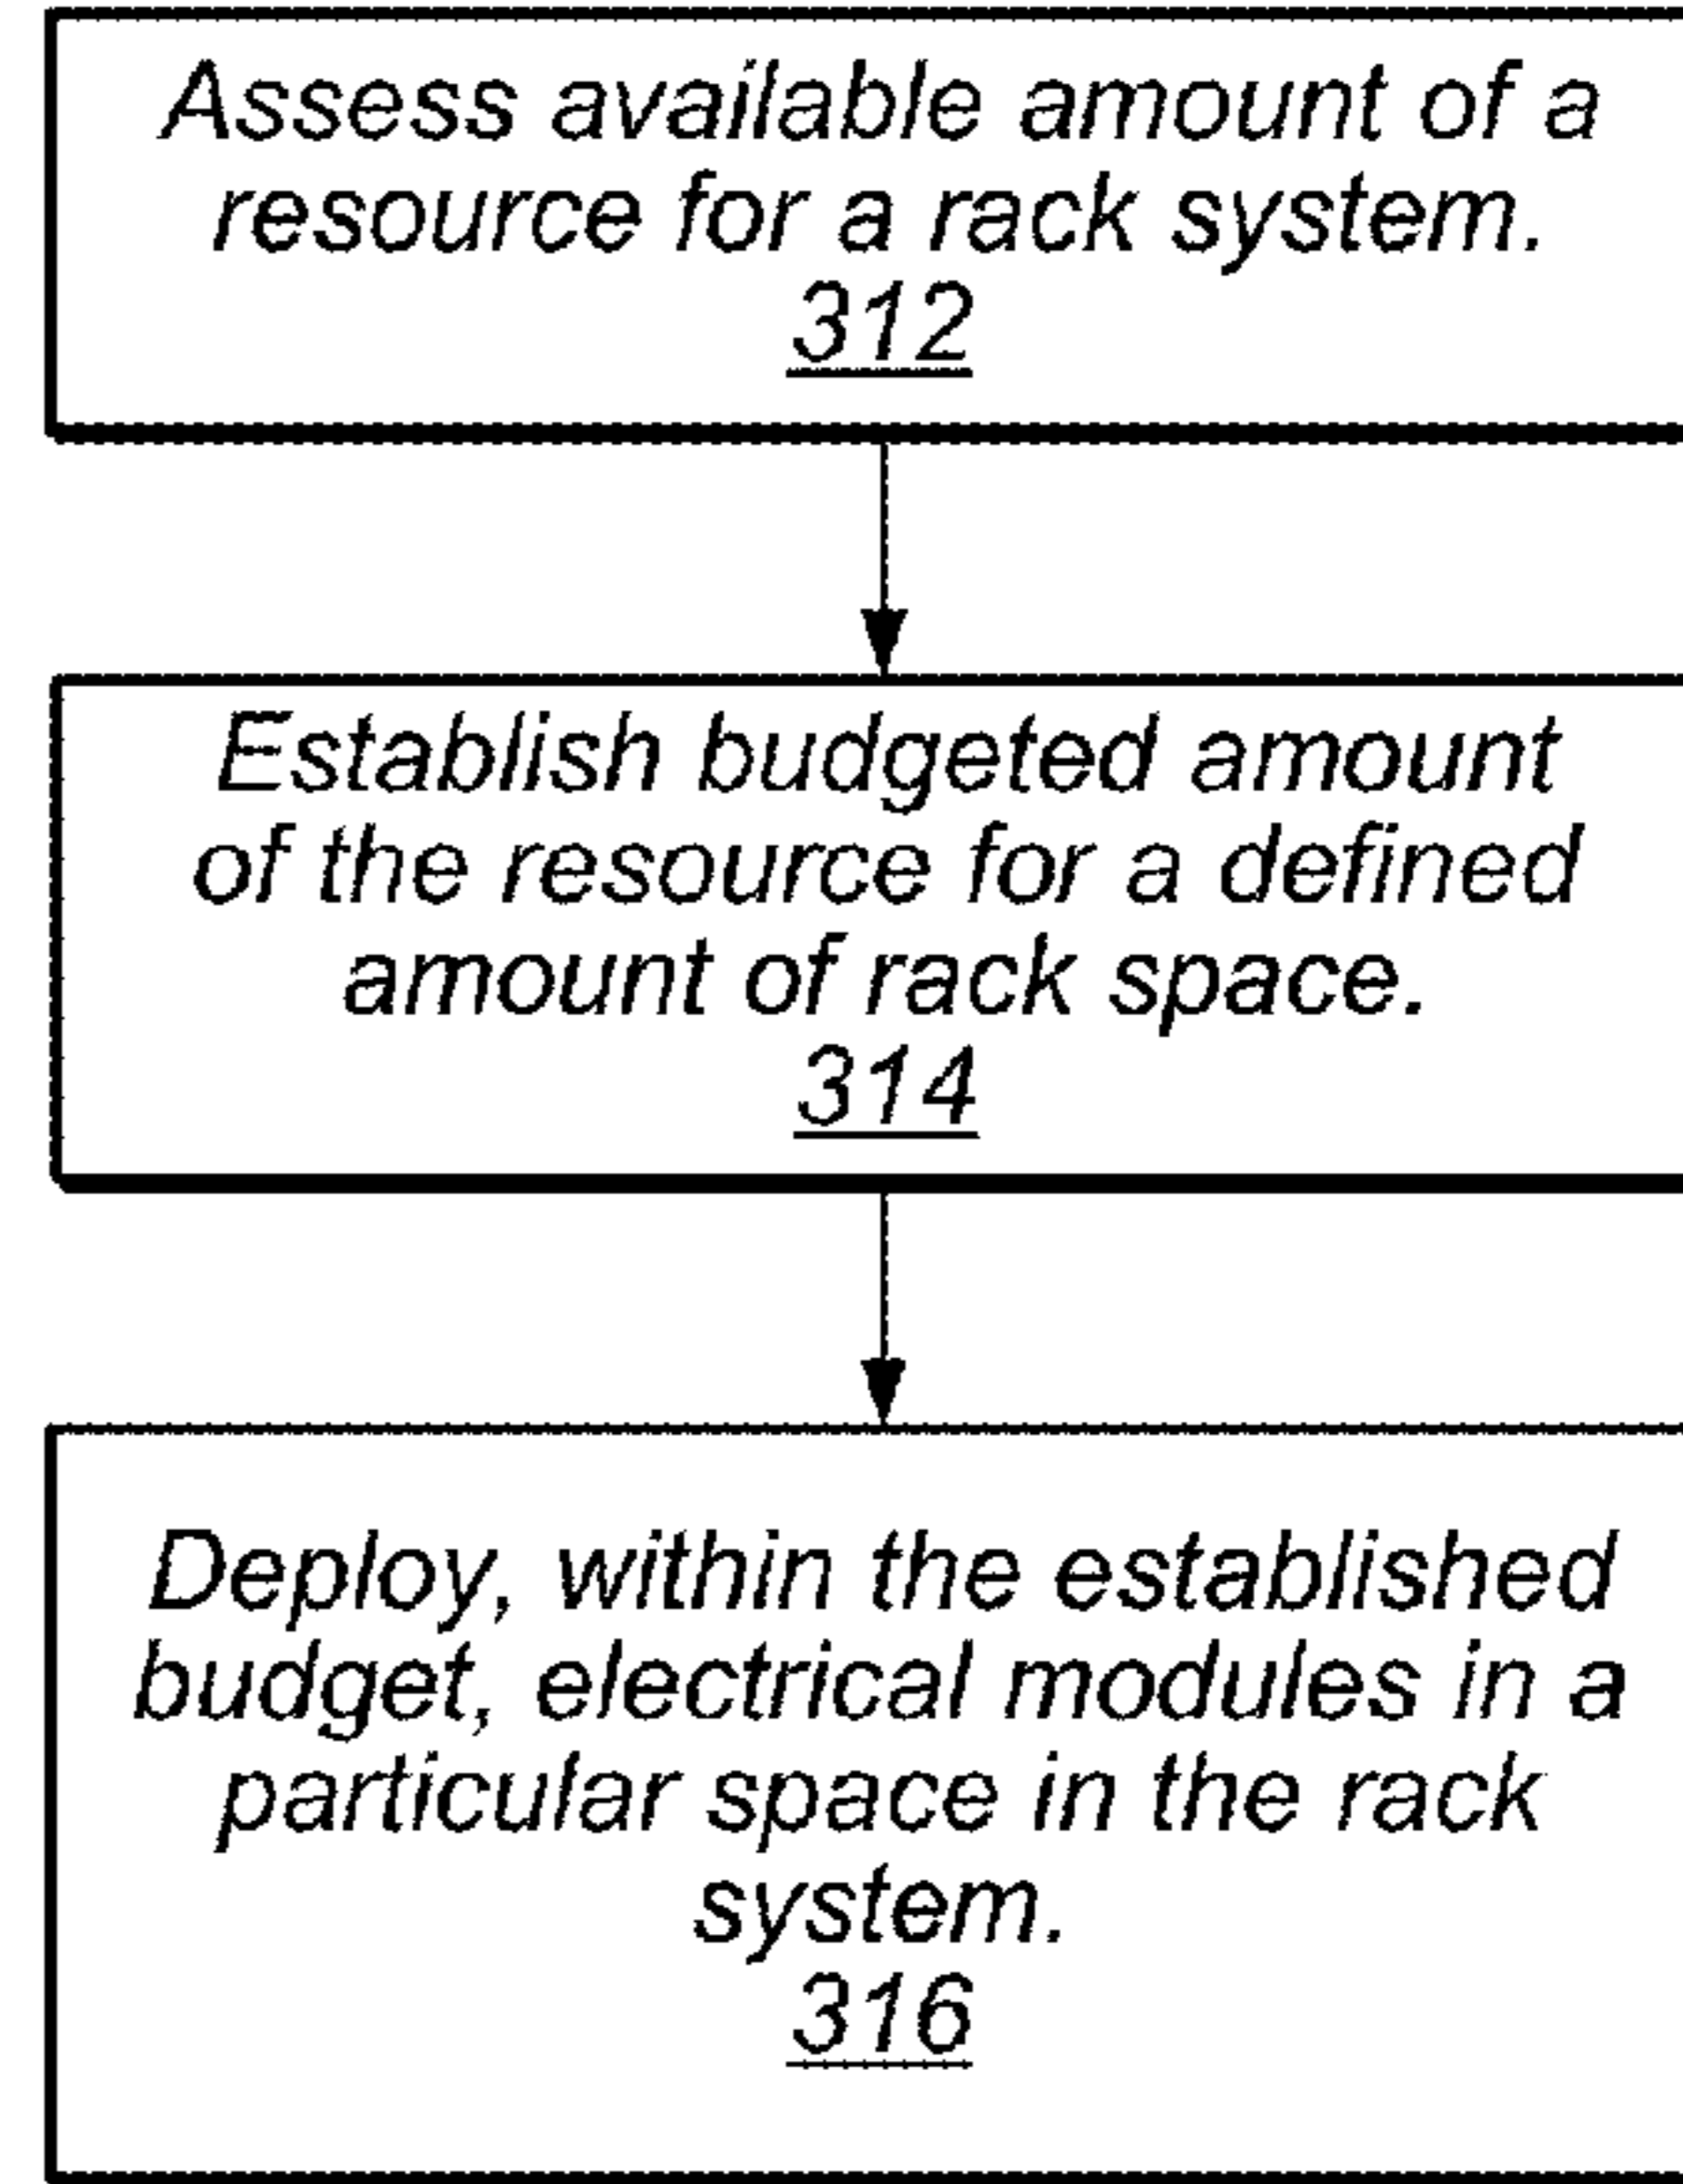 Assess available amount of a
resource for a rack system.
312
Establish budgeted amount
of the resource for a defined
amount of rack space.
314
Deploy, within the established
budget, electrical modules in a
particular space in the rack
system.
316